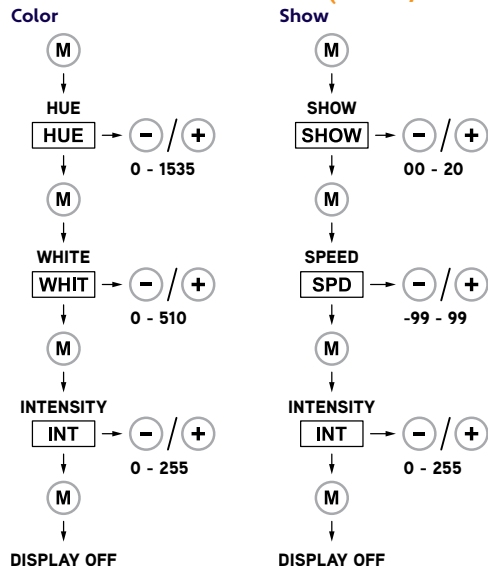 Color
M
HUE
HUE
- / +
0 - 1535
M
WHITE
WHIT
- / +
0 - 510
M
INTENSITY
INT
- / +
0 - 255
M
DISPLAY OFF
Show
M
SHOW
SHOW
- / +
00 - 20
M
SPEED
SPD
- / +
-99 - 99
M
INTENSITY
INT
- / +
0 - 255
M
DISPLAY OFF